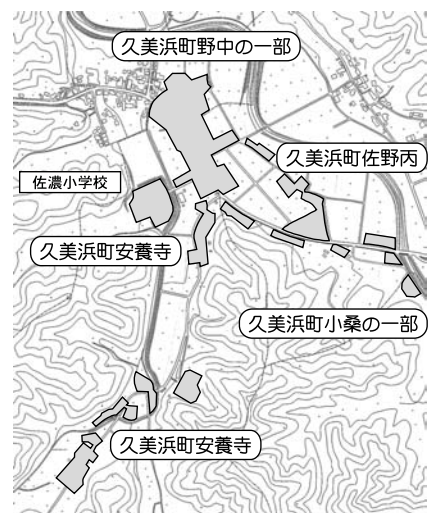 久美浜町野中の一部
久美浜町佐野丙
佐濃小学校
久美浜町安養寺
久美浜町小桑の一部
久美浜町安養寺